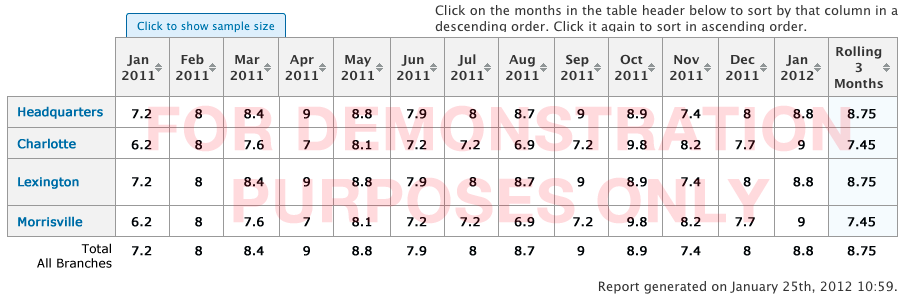 Click on the months in the table header below to sort by that column in a
Click to show sample size
descending order. Click it again to sort in ascending order.
Jan 2011 Feb 2011 Mar 2011 Apr 2011 May 2011 Jun 2011 Jul 2011 Aug 2011 Sep 2011 Oct 2011 Nov 2011 Dec 2011 Jan 2012 Rolling 3 Months
Headquarters 7.2 8 8.4 9 8.8 7.9 8 8.7 9 8.9 7.4 8 8.8 8.75
FOR DEMONSTRATION
Charlotte 6.2 8 7.6 7 8.1 7.2 7.2 6.9 7.2 9.8 8.2 7.7 9 7.45
Lexington 7.2 8 8.4 9 8.8 7.9 8 8.7 9 8.9 7.4 8 8.8 8.75
PURPOSES ONLY
Morrisville 6.2 8 7.6 7 8.1 7.2 7.2 6.9 7.2 9.8 8.2 7.7 9 7.45
Total All Branches 7.2 8 8.4 9 8.8 7.9 8 8.7 9 8.9 7.4 8 8.8 8.75
Report generated on January 25th, 2012 10:59.